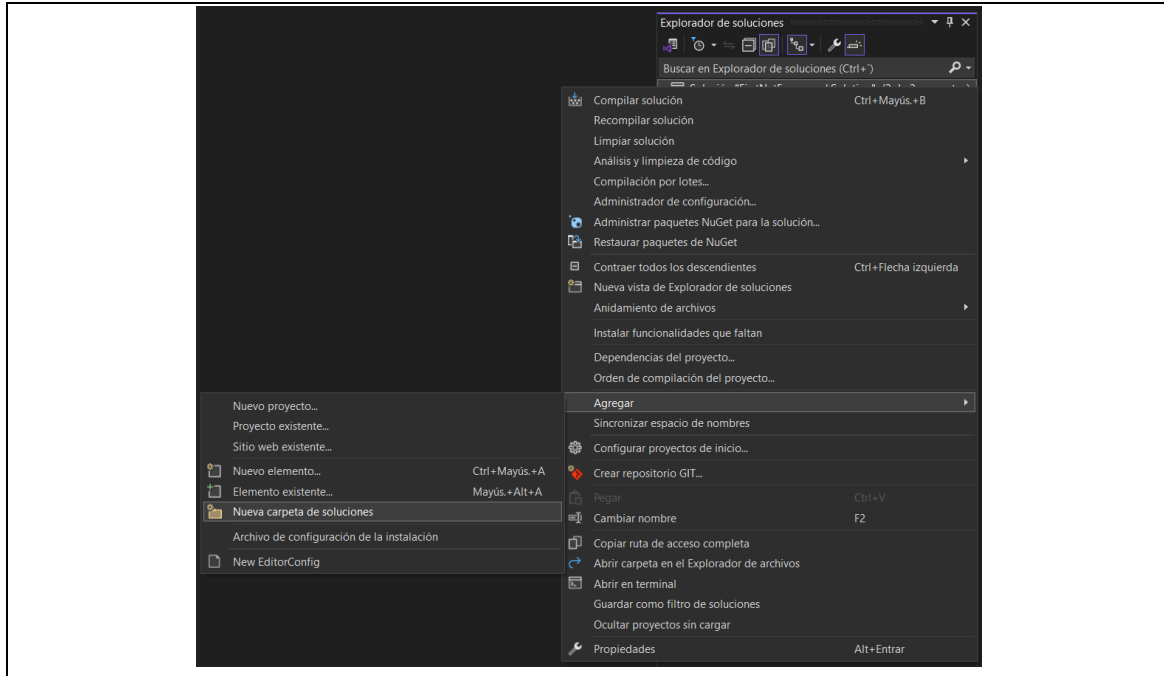 Explorador de soluciones
Buscar en Explorador de soluciones (Ctrl+`)
Compilar solución Ctrl+Mayús.+B
Recompilar solución
Limpiar solución
Análisis y limpieza de código
Compilación por lotes...
Administrador de configuración...
Administrar paquetes NuGet para la solución...
Restaurar paquetes de NuGet
Contraer todos los descendientes Ctrl+Flecha izquierda
Nueva vista de Explorador de soluciones
Anidamiento de archivos
Instalar funcionalidades que faltan
Dependencias del proyecto...
Orden de compilación del proyecto...
Agregar
Sincronizar espacio de nombres
Configurar proyectos de inicio...
Crear repositorio GIT...
Pegar Ctrl+V
Cambiar nombre F2
Copiar ruta de acceso completa
Abrir carpeta en el Explorador de archivos
Abrir en terminal
Guardar como filtro de soluciones
Ocultar proyectos sin cargar
Propiedades Alt+Entrar
Nuevo proyecto...
Proyecto existente...
Sitio web existente...
Nuevo elemento... Ctrl+Mayús.+A
Elemento existente... Mayús.+Alt+A
Nueva carpeta de soluciones
Archivo de configuración de la instalación
New EditorConfig